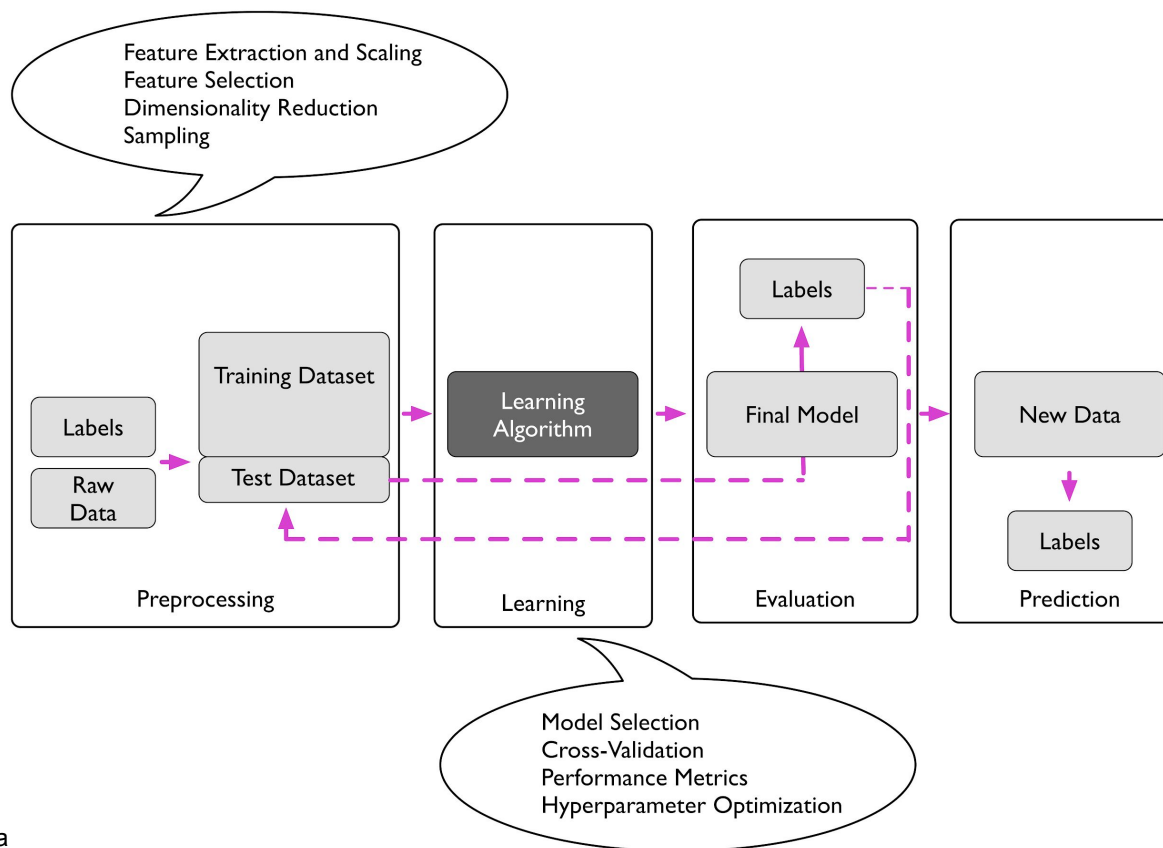 Feature Extraction and Scaling
Feature Selection
Dimensionality Reduction
Sampling
Labels
Raw
Data
Training Dataset
Test Dataset
Preprocessing
Learning
Algorithm
Learning
Labels
Final Model
Evaluation
New Data
Labels
Prediction
Model Selection
Cross-Validation
Performance Metrics
Hyperparameter Optimization
a